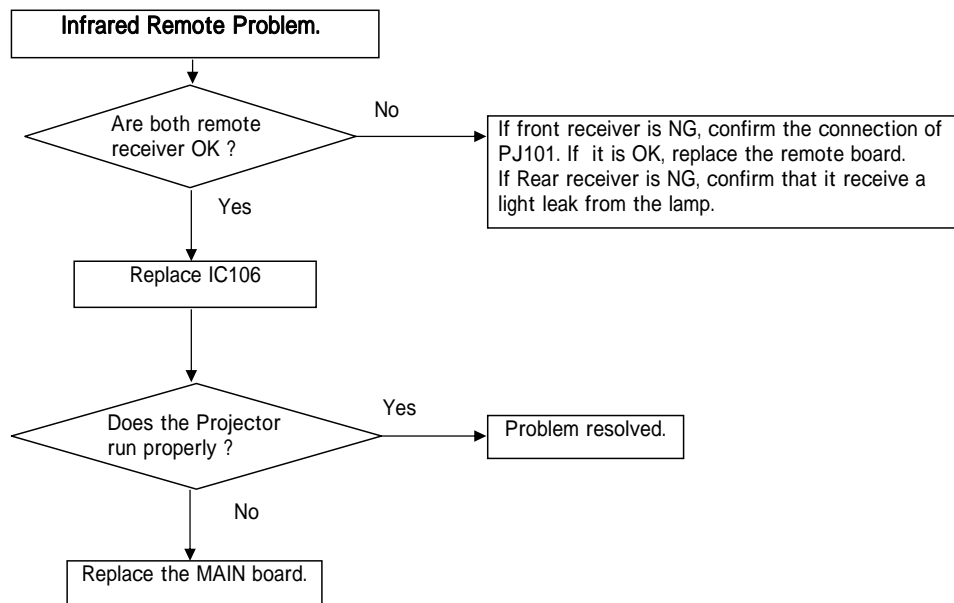 Infrared Remote Problem.
No
Are both remote
receiver OK ?
If front receiver is NG, confirm the connection of
PJ101. If it is OK, replace the remote board.
If Rear receiver is NG, confirm that it receive a
light leak from the lamp.
Yes
Replace IC106
Does the Projector
run properly ?
Yes
Problem resolved.
No
Replace the MAIN board.